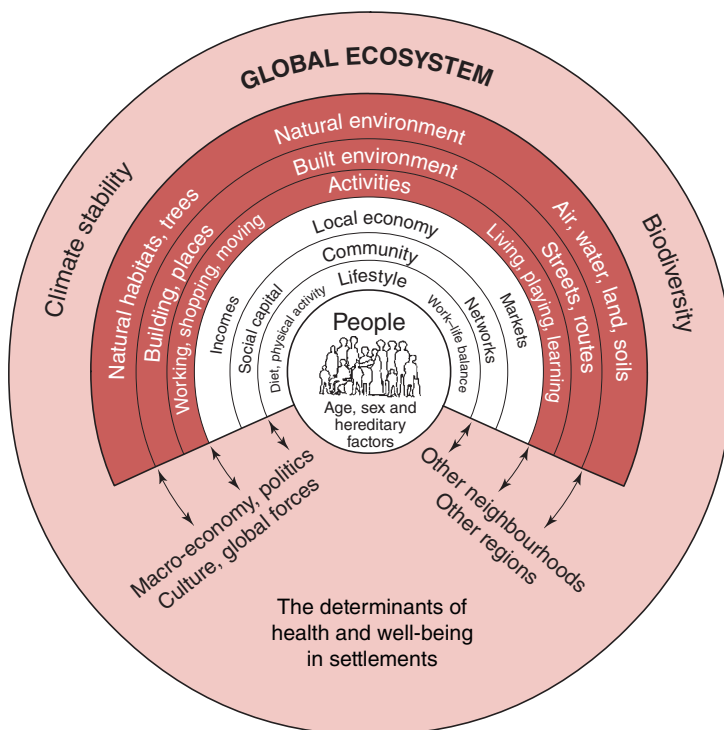 GLOBAL ECOSYSTEM
Climate stability
Biodiversity
Natural environment
Natural habitats, trees
Air, water, land, soils
Built environment
Building, places
Streets, routes
Activities
Working, shopping, moving
Living, playing, learning
Local economy
Incomes
Markets
Community
Social capital
Networks
Lifestyle
Diet, physical activity
Work–life balance
People
Age, sex and
hereditary
factors
Macro-economy, politics
Culture, global forces
Other neighbourhoods
Other regions
The determinants of
health and well-being
in settlements